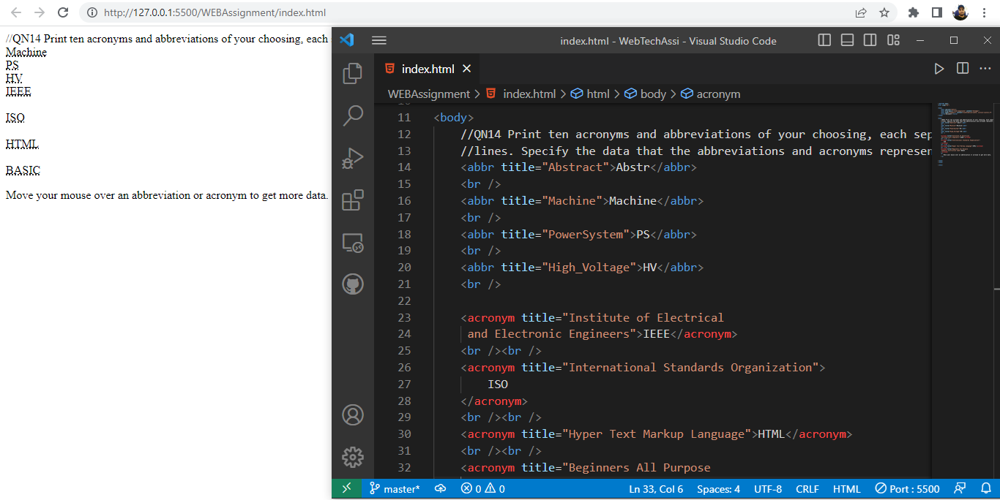 http://127.0.0.1:5500/WEBAssignment/index.html
//QN14 Print ten acronyms and abbreviations of your choosing, each
Machine
PS
HV
IEEE
ISO
HTML
BASIC
Move your mouse over an abbreviation or acronym to get more data.
index.html - WebTechAssi - Visual Studio Code
index.html
WEBAssignment > index.html > html > body > acronym
11 <body>
12 //QN14 Print ten acronyms and abbreviations of your choosing, each sep
13 //lines. Specify the data that the abbreviations and acronyms represen
14 <abbr title="Abstract">Abstr</abbr>
15 <br />
16 <abbr title="Machine">Machine</abbr>
17 <br />
18 <abbr title="PowerSystem">PS</abbr>
19 <br />
20 <abbr title="High_Voltage">HV</abbr>
21 <br />
22
23 <acronym title="Institute of Electrical
24 and Electronic Engineers">IEEE</acronym>
25 <br /><br />
26 <acronym title="International Standards Organization">
27 ISO
28 </acronym>
29 <br /><br />
30 <acronym title="Hyper Text Markup Language">HTML</acronym>
31 <br /><br />
32 <acronym title="Beginners All Purpose
master* 0 0 Ln 33, Col 6 Spaces: 4 UTF-8 CRLF HTML Port : 5500